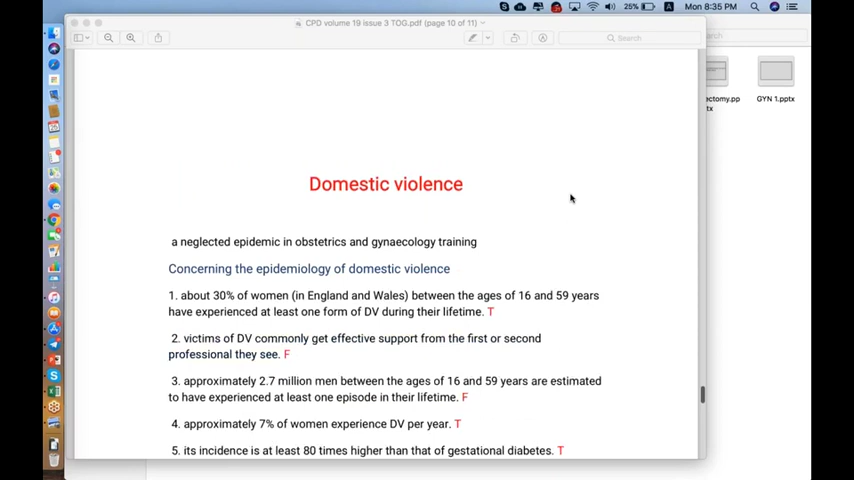 25%
Mon 8:35 PM
CPD volume 19 issue 3 TOG.pdf (page 10 of 11)
Search
ectomy.pp
tx
GYN 1.pptx
Domestic violence
a neglected epidemic in obstetrics and gynaecology training
Concerning the epidemiology of domestic violence
1. about 30% of women (in England and Wales) between the ages of 16 and 59 years
have experienced at least one form of DV during their lifetime. T
2. victims of DV commonly get effective support from the first or second
professional they see. F
3. approximately 2.7 million men between the ages of 16 and 59 years are estimated
to have experienced at least one episode in their lifetime. F
4. approximately 7% of women experience DV per year. T
5. its incidence is at least 80 times higher than that of gestational diabetes. T